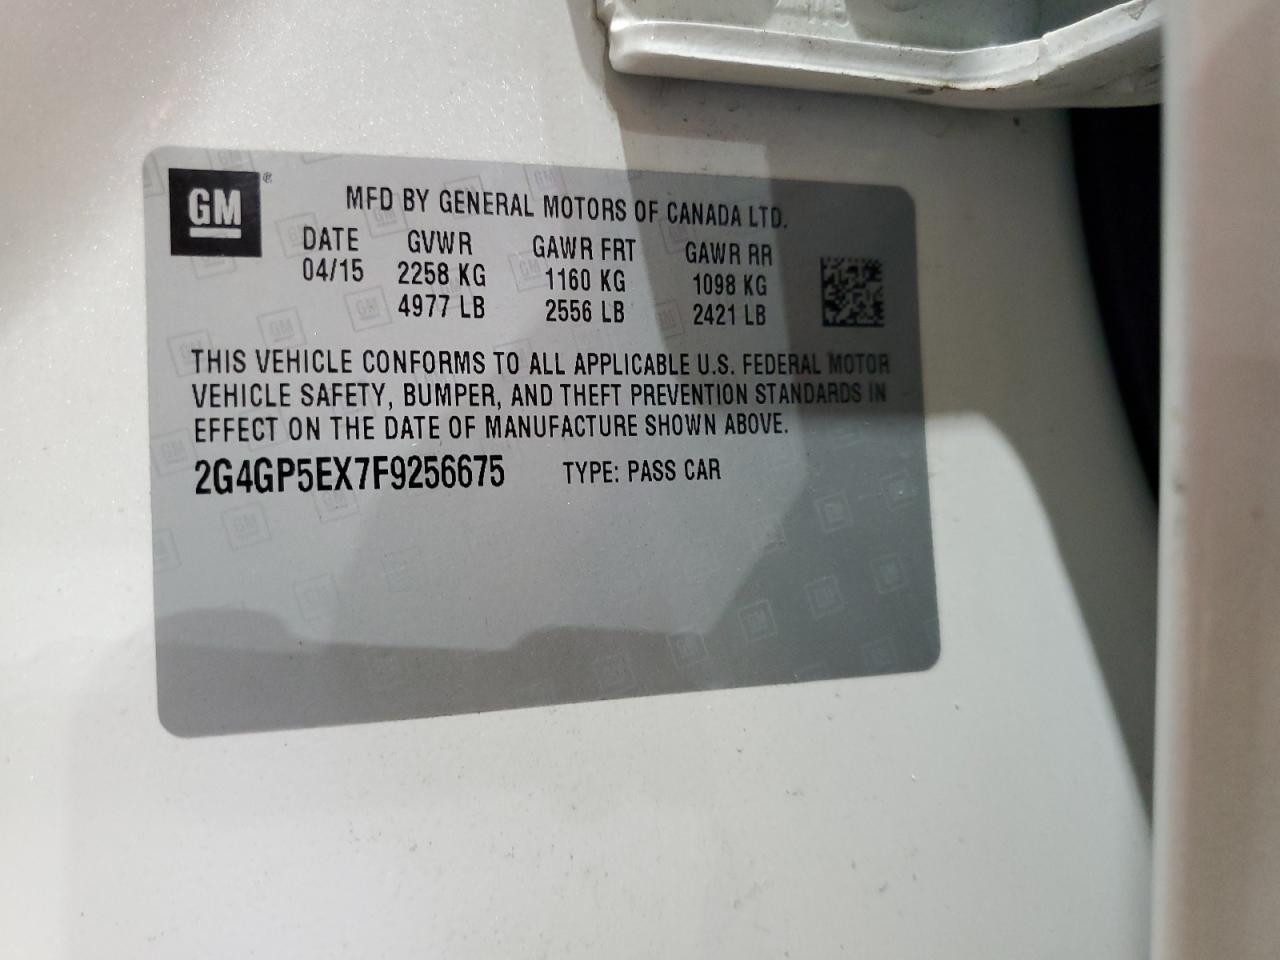 GM®
MFD BY GENERAL MOTORS OF CANADA LTD.
DATE GVWR GAWR FRT GAWR RR
04/15 2258 KG 1160 KG 1098 KG
4977 LB 2556 LB 2421 LB
THIS VEHICLE CONFORMS TO ALL APPLICABLE U.S. FEDERAL MOTOR
VEHICLE SAFETY, BUMPER, AND THEFT PREVENTION STANDARDS IN
EFFECT ON THE DATE OF MANUFACTURE SHOWN ABOVE.
2G4GP5EX7F9256675 TYPE: PASS CAR